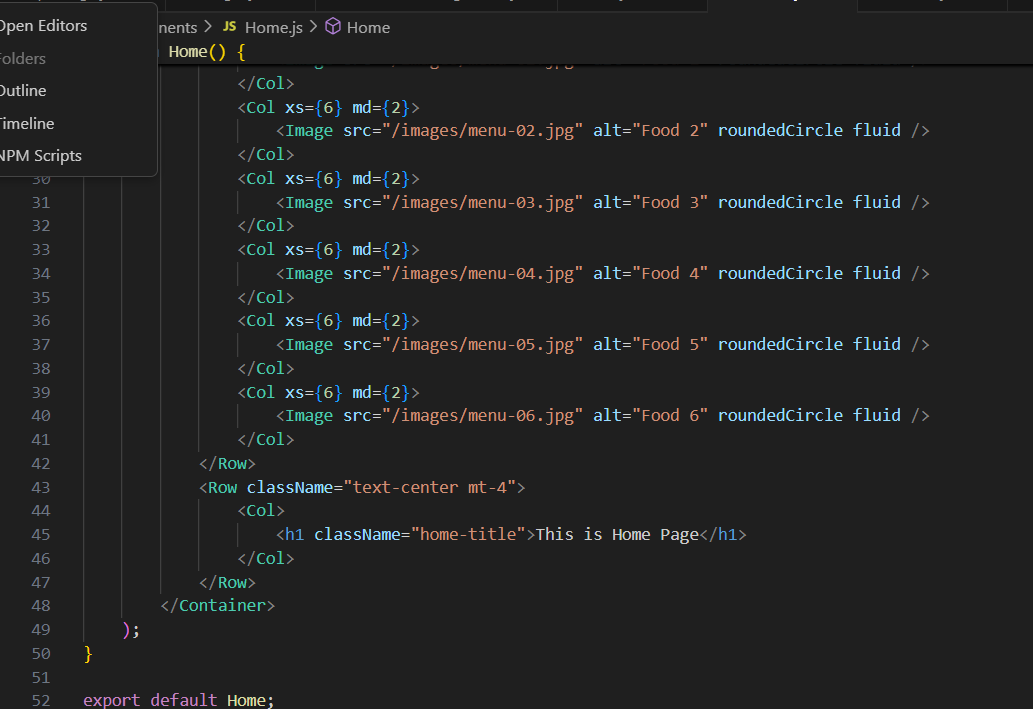 Open Editors
Folders
Outline
Timeline
NPM Scripts
nents > JS Home.js > Home
Home() {
</Col>
<Col xs={6} md={2}>
<Image src="/images/menu-02.jpg" alt="Food 2" roundedCircle fluid />
</Col>
30 <Col xs={6} md={2}>
31 <Image src="/images/menu-03.jpg" alt="Food 3" roundedCircle fluid />
32 </Col>
33 <Col xs={6} md={2}>
34 <Image src="/images/menu-04.jpg" alt="Food 4" roundedCircle fluid />
35 </Col>
36 <Col xs={6} md={2}>
37 <Image src="/images/menu-05.jpg" alt="Food 5" roundedCircle fluid />
38 </Col>
39 <Col xs={6} md={2}>
40 <Image src="/images/menu-06.jpg" alt="Food 6" roundedCircle fluid />
41 </Col>
42 </Row>
43 <Row className="text-center mt-4">
44 <Col>
45 <h1 className="home-title">This is Home Page</h1>
46 </Col>
47 </Row>
48 </Container>
49 );
50 }
51
52 export default Home;